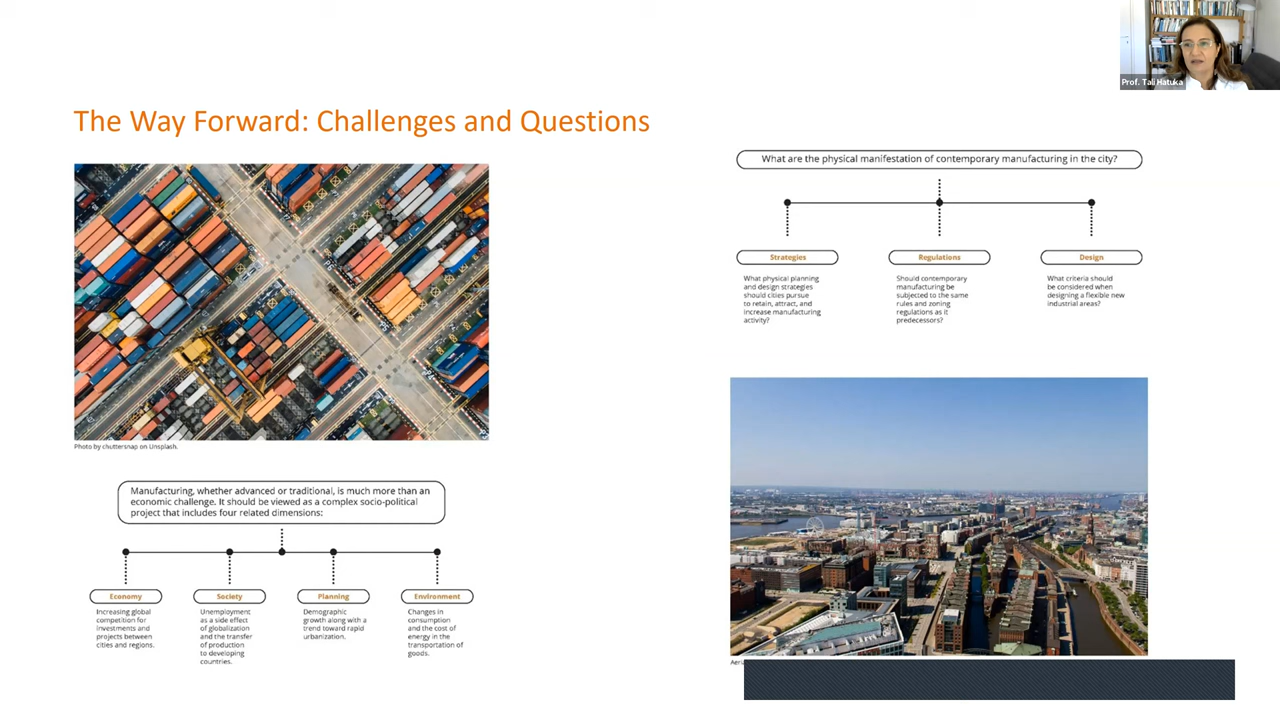 Prof. Tali Hatuka
The Way Forward: Challenges and Questions
Photo by chuttersnap on Unsplash.
Manufacturing, whether advanced or traditional, is much more than an
economic challenge. It should be viewed as a complex socio-political
project that includes four related dimensions:
Economy
Increasing global
competition for
investments and
projects between
cities and regions.
Society
Unemployment
as a side effect
of globalization
and the transfer
of production
to developing
countries.
Planning
Demographic
growth along with a
trend toward rapid
urbanization.
Environment
Changes in
consumption
and the cost of
energy in the
transportation of
goods.
What are the physical manifestation of contemporary manufacturing in the city?
Strategies
What physical planning
and design strategies
should cities pursue
to retain, attract, and
increase manufacturing
activity?
Regulations
Should contemporary
manufacturing be
subjected to the same
rules and zoning
regulations as it
predecessors?
Design
What criteria should
be considered when
designing a flexible new
industrial areas?